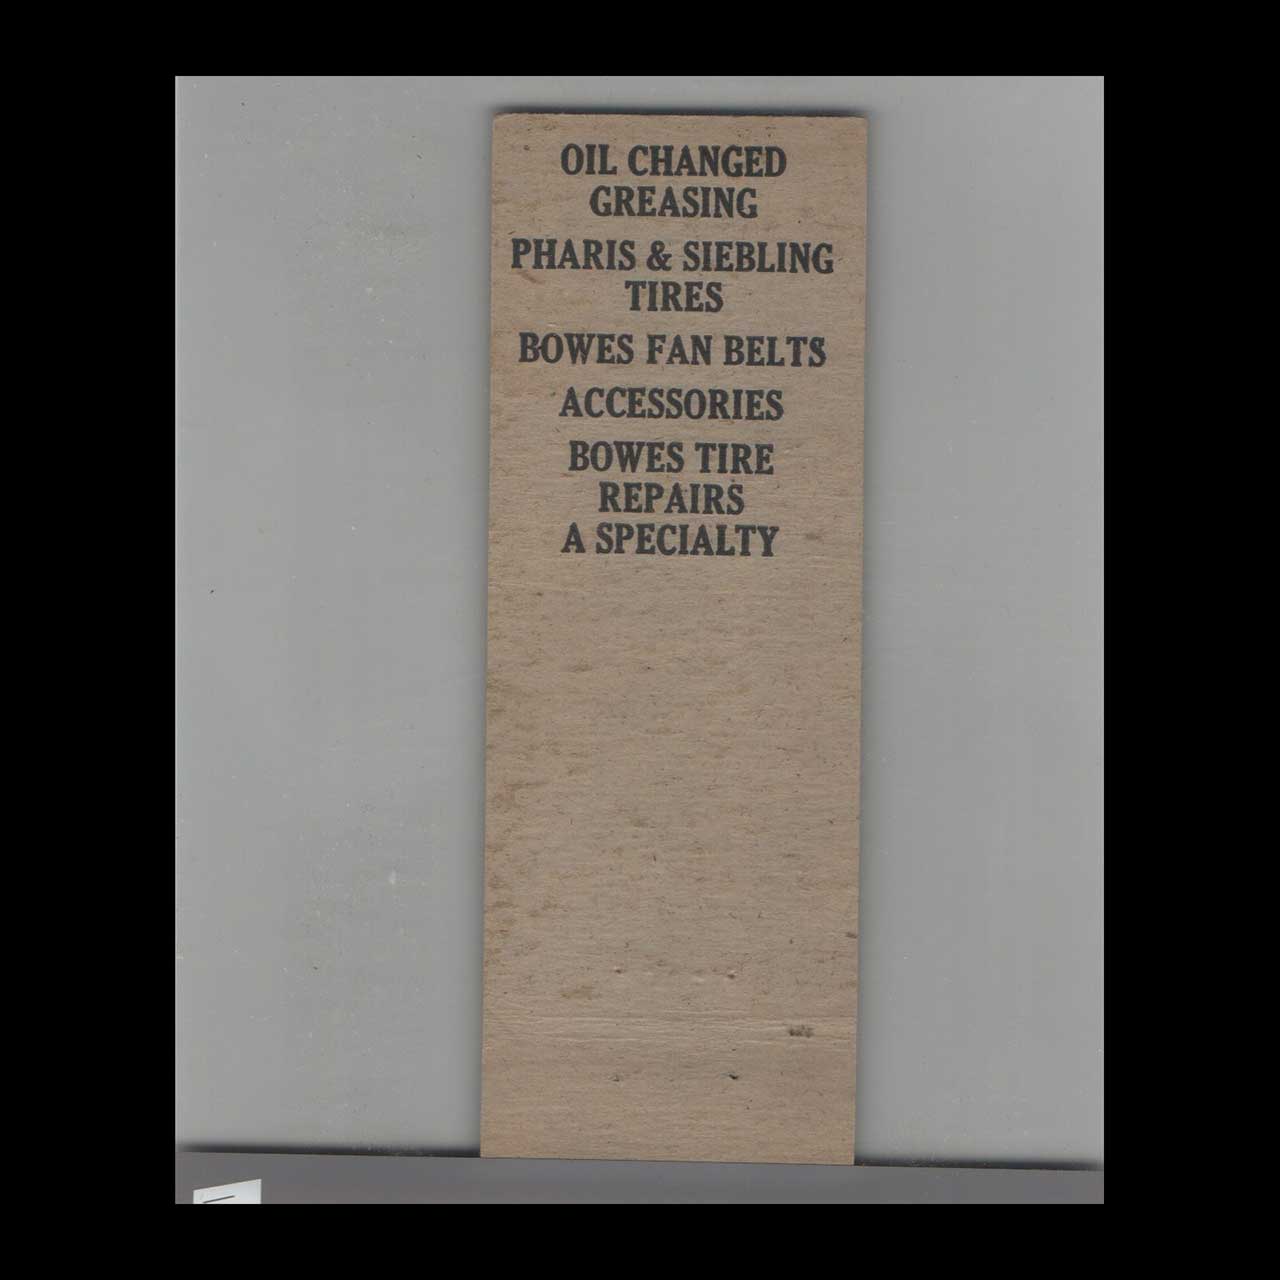 OIL CHANGED
GREASING
PHARIS & SIEBLING
TIRES
BOWES FAN BELTS
ACCESSORIES
BOWES TIRE
REPAIRS
A SPECIALTY